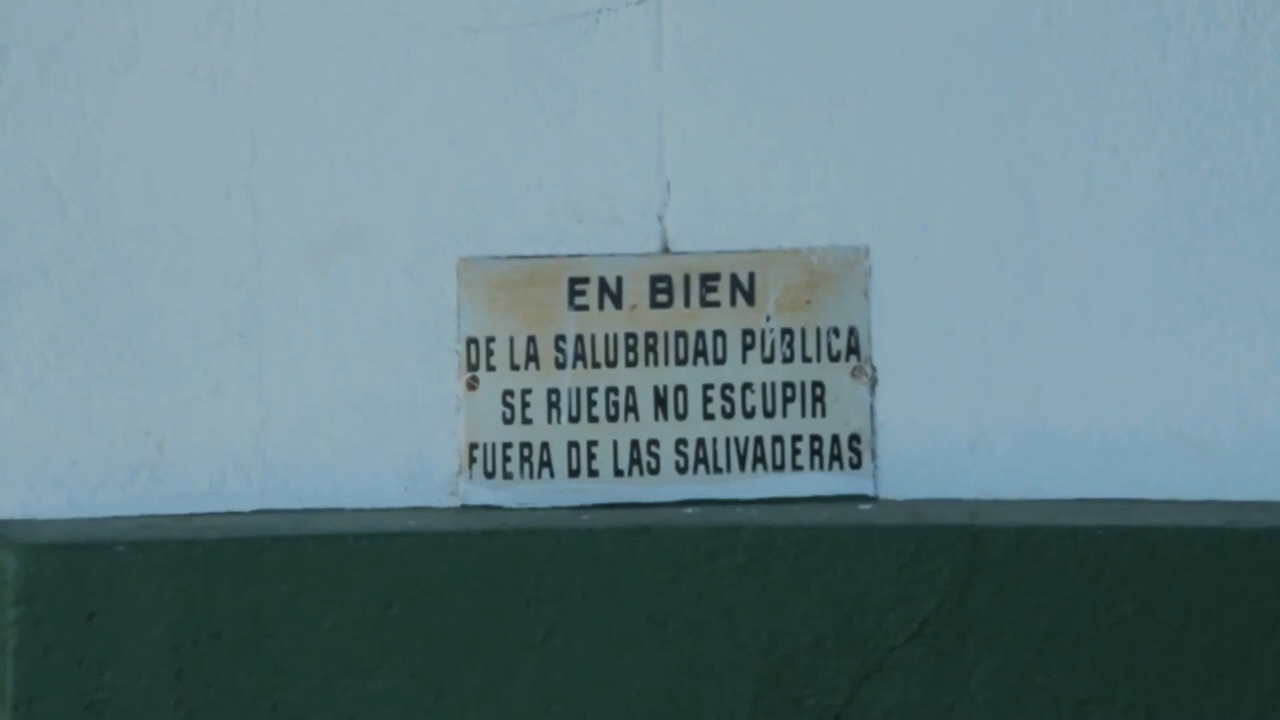 EN BIEN
DE LA SALUBRIDAD PÚBLICA
SE RUEGA NO ESCUPIR
FUERA DE LAS SALIVADERAS